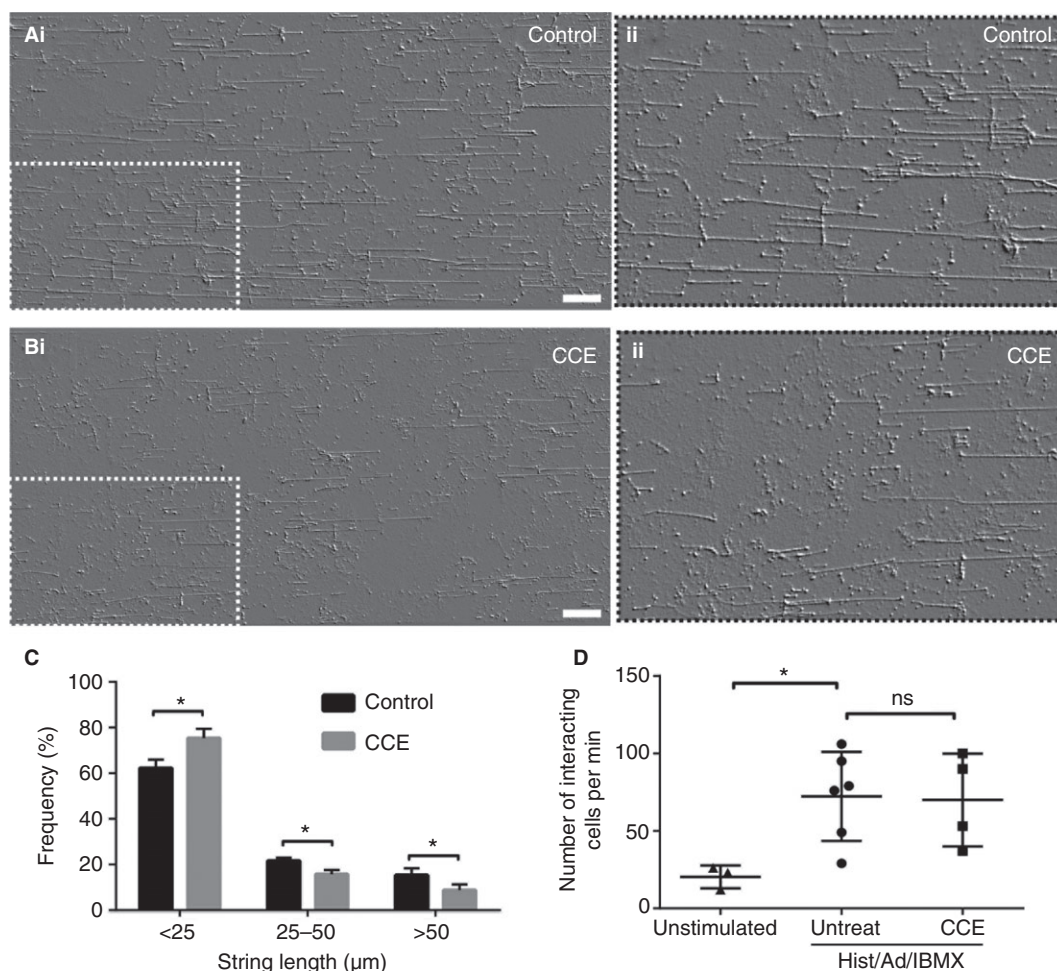 Ai
Control
ii
Control
Bi
CCE
ii
CCE
C
100
80
60
40
20
0
Frequency (%)
*
*
*
Control
CCE
<25
25–50
>50
String length (µm)
D
150
100
50
0
Number of interacting
cells per min
*
ns
Unstimulated
Untreat
CCE
Hist/Ad/IBMX